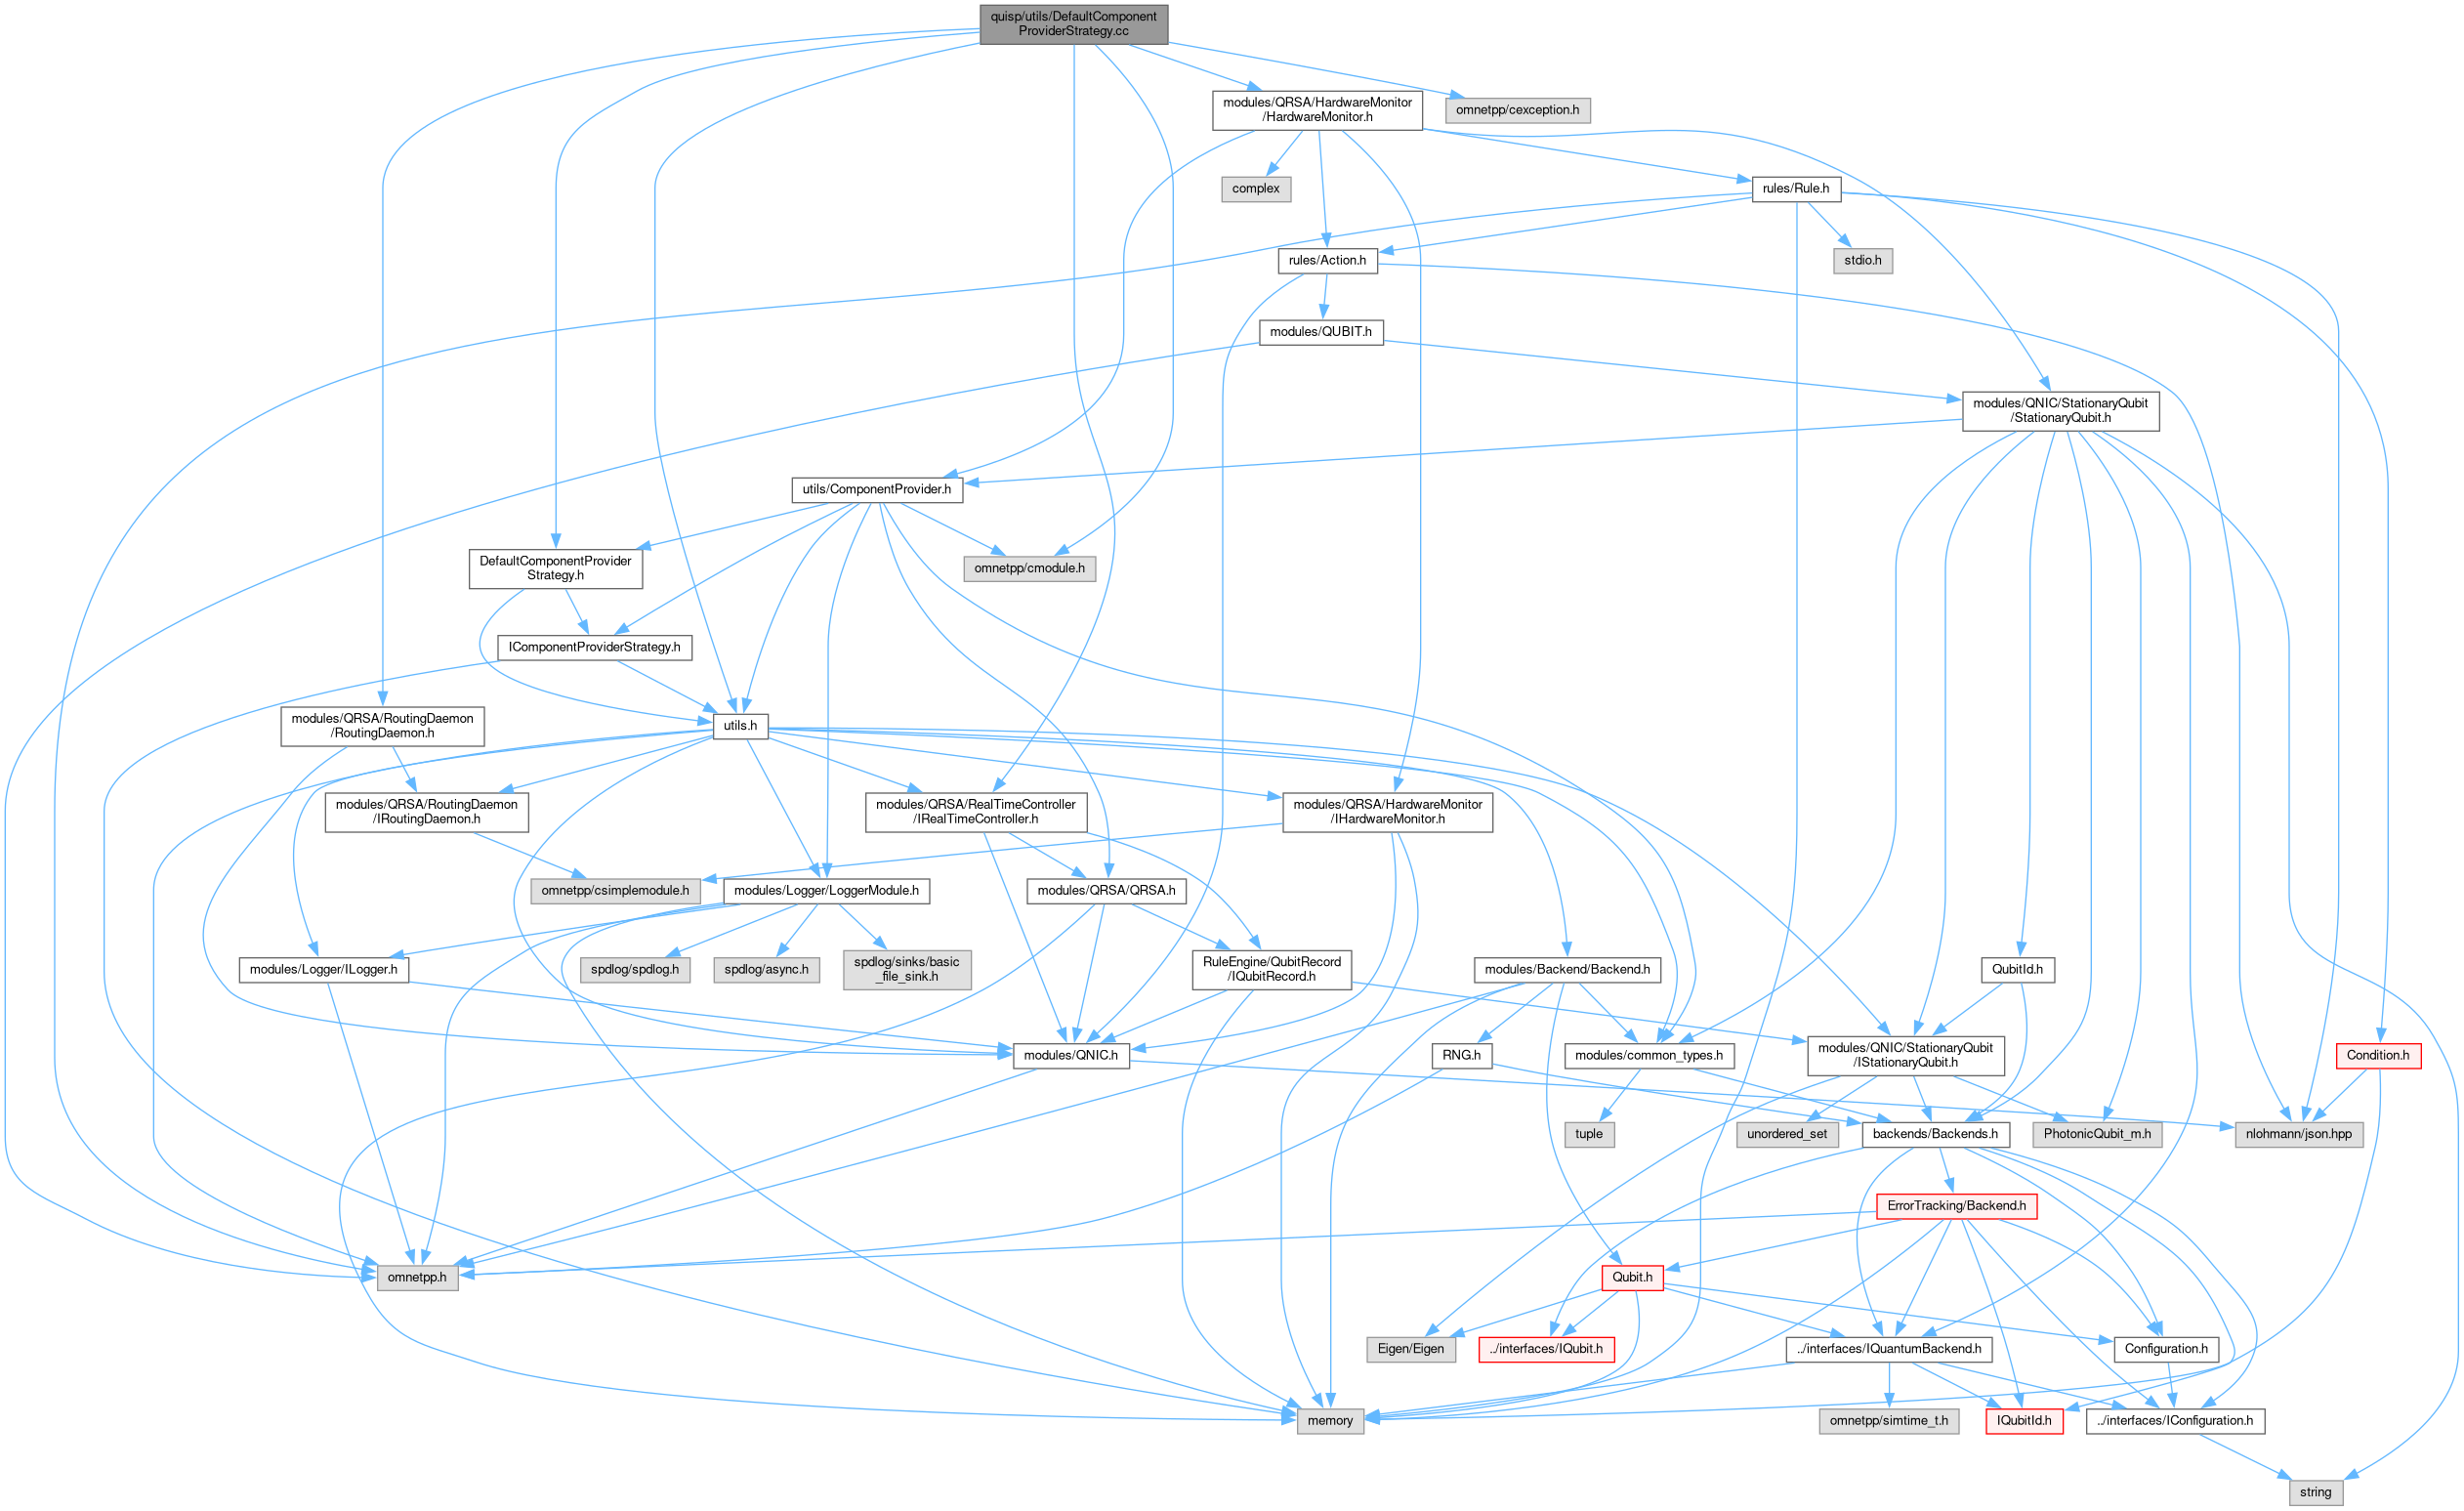 quisp/utils/DefaultComponent
ProviderStrategy.cc
modules/QRSA/HardwareMonitor
/HardwareMonitor.h
omnetpp/cexception.h
complex
rules/Rule.h
rules/Action.h
stdio.h
modules/QUBIT.h
modules/QNIC/StationaryQubit
/StationaryQubit.h
utils/ComponentProvider.h
DefaultComponentProvider
Strategy.h
omnetpp/cmodule.h
IComponentProviderStrategy.h
modules/QRSA/RoutingDaemon
/RoutingDaemon.h
utils.h
modules/QRSA/RoutingDaemon
/IRoutingDaemon.h
modules/QRSA/RealTimeController
/IRealTimeController.h
modules/QRSA/HardwareMonitor
/IHardwareMonitor.h
omnetpp/csimplemodule.h
modules/Logger/LoggerModule.h
modules/QRSA/QRSA.h
modules/Logger/ILogger.h
spdlog/spdlog.h
spdlog/async.h
spdlog/sinks/basic
_file_sink.h
RuleEngine/QubitRecord
/IQubitRecord.h
modules/Backend/Backend.h
QubitId.h
modules/QNIC.h
RNG.h
modules/common_types.h
modules/QNIC/StationaryQubit
/IStationaryQubit.h
Condition.h
tuple
unordered_set
backends/Backends.h
PhotonicQubit_m.h
nlohmann/json.hpp
ErrorTracking/Backend.h
omnetpp.h
Qubit.h
Eigen/Eigen
../interfaces/IQubit.h
../interfaces/IQuantumBackend.h
Configuration.h
memory
omnetpp/simtime_t.h
IQubitId.h
../interfaces/IConfiguration.h
string